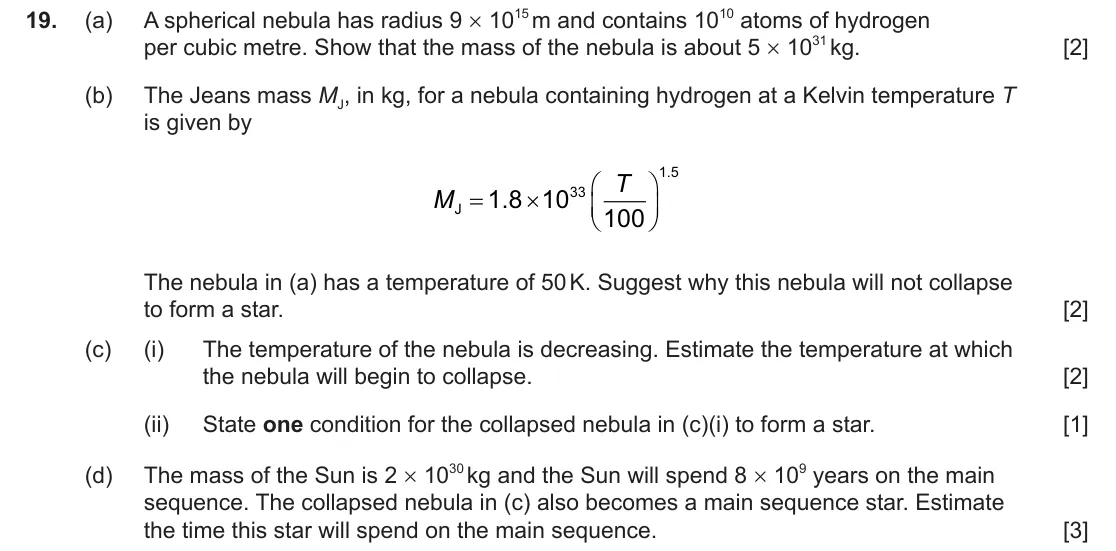 19. (a) A spherical nebula has radius 9 × 10¹⁵ m and contains 10¹⁰ atoms of hydrogen
per cubic metre. Show that the mass of the nebula is about 5 × 10³¹ kg. [2]
(b) The Jeans mass M_J, in kg, for a nebula containing hydrogen at a Kelvin temperature T
is given by
M_J = 1.8 × 10³³ (T/100)^1.5
The nebula in (a) has a temperature of 50 K. Suggest why this nebula will not collapse
to form a star. [2]
(c) (i) The temperature of the nebula is decreasing. Estimate the temperature at which
the nebula will begin to collapse. [2]
(ii) State one condition for the collapsed nebula in (c)(i) to form a star. [1]
(d) The mass of the Sun is 2 × 10³⁰ kg and the Sun will spend 8 × 10⁹ years on the main
sequence. The collapsed nebula in (c) also becomes a main sequence star. Estimate
the time this star will spend on the main sequence. [3]